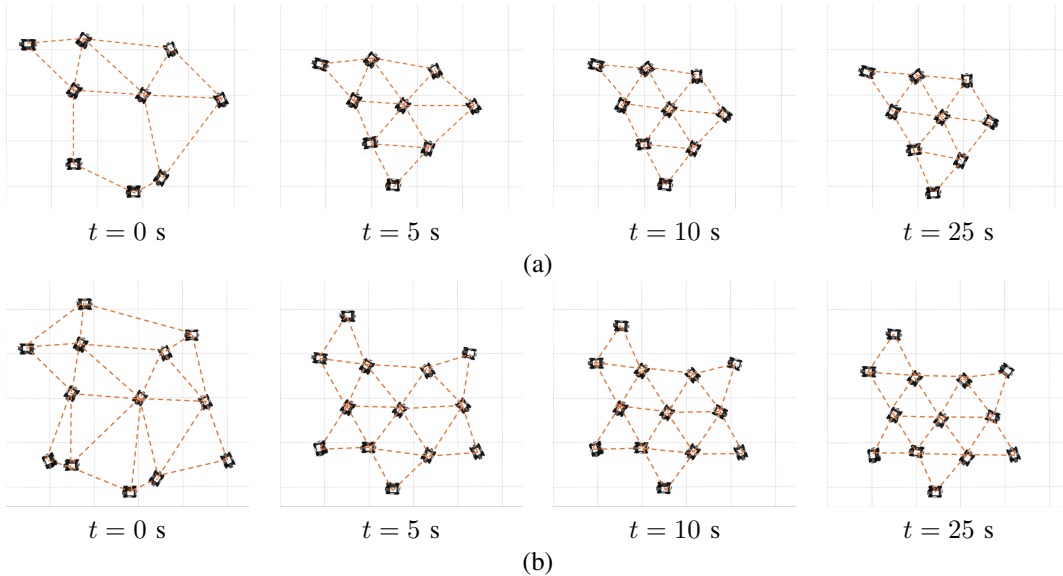 t = 0 s t = 5 s t = 10 s t = 25 s
(a)
t = 0 s t = 5 s t = 10 s t = 25 s
(b)